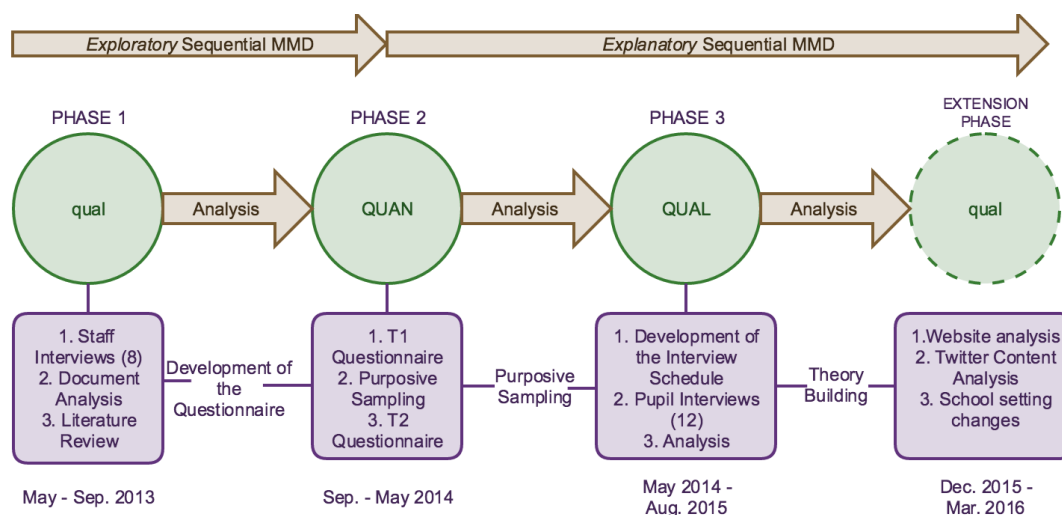 Exploratory Sequential MMD
Explanatory Sequential MMD
PHASE 1
PHASE 2
PHASE 3
EXTENSION
PHASE
qual
Analysis
QUAN
Analysis
QUAL
Analysis
qual
1. Staff
Interviews (8)
2. Document
Analysis
3. Literature
Review
Development of
the
Questionnaire
1. T1
Questionnaire
2. Purposive
Sampling
3. T2
Questionnaire
Purposive
Sampling
1. Development of
the Interview
Schedule
2. Pupil Interviews
(12)
3. Analysis
Theory
Building
1.Website analysis
2. Twitter Content
Analysis
3. School setting
changes
May - Sep. 2013
Sep. - May 2014
May 2014 -
Aug. 2015
Dec. 2015 -
Mar. 2016